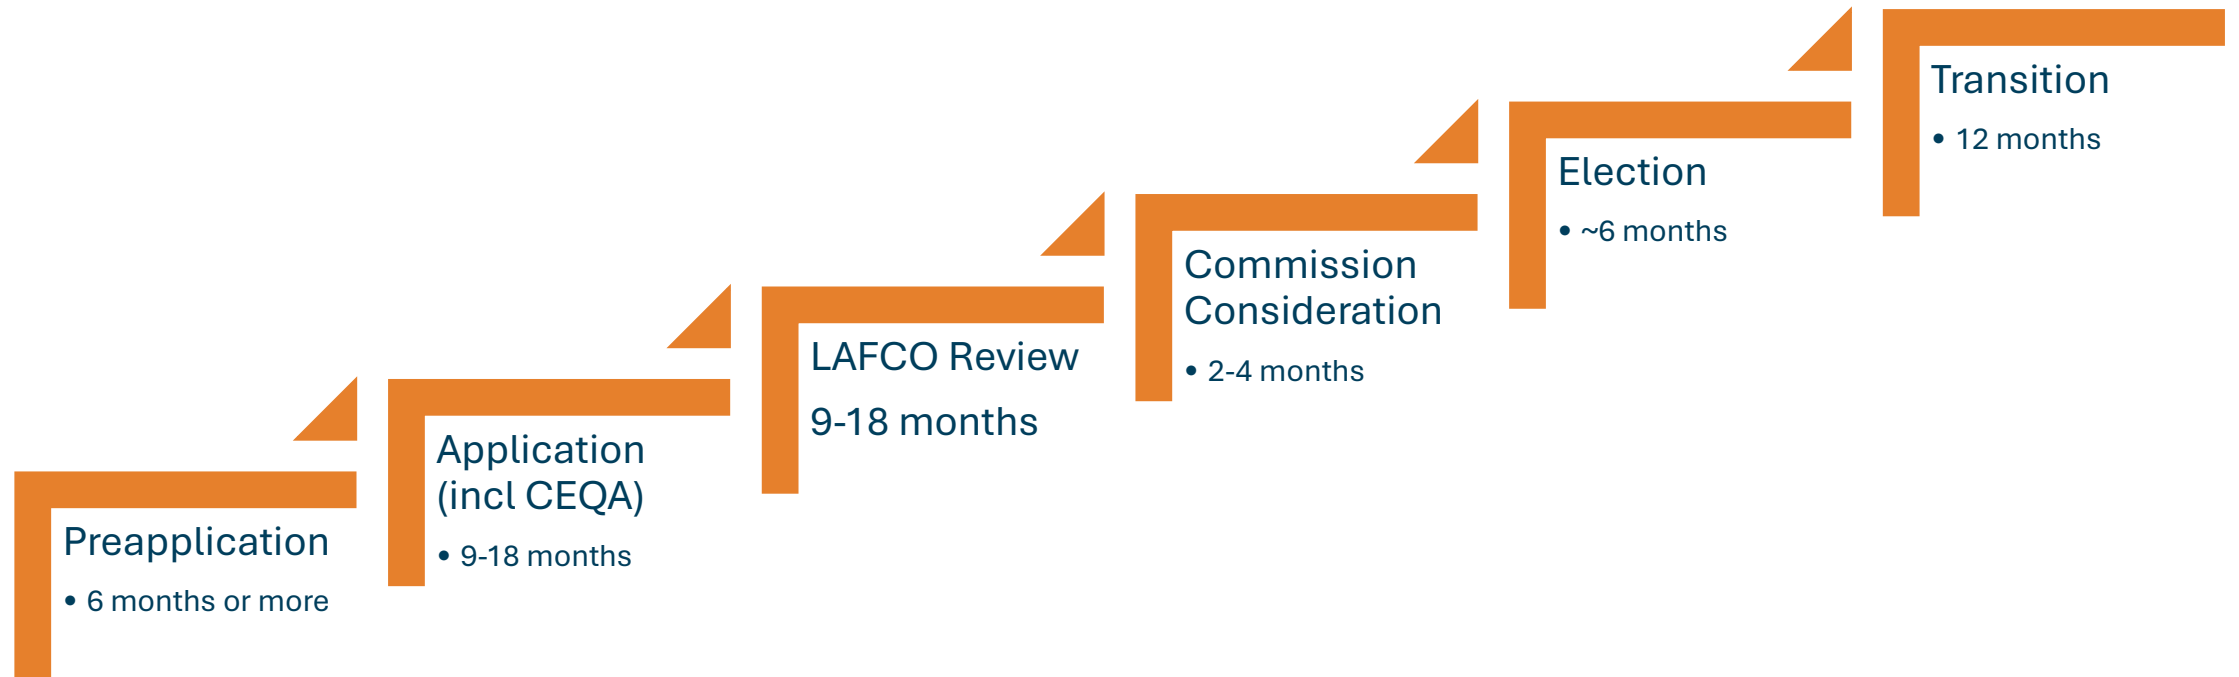 Preapplication
• 6 months or more
Application
(incl CEQA)
• 9-18 months
LAFCO Review
9-18 months
Commission
Consideration
• 2-4 months
Election
• ~6 months
Transition
• 12 months